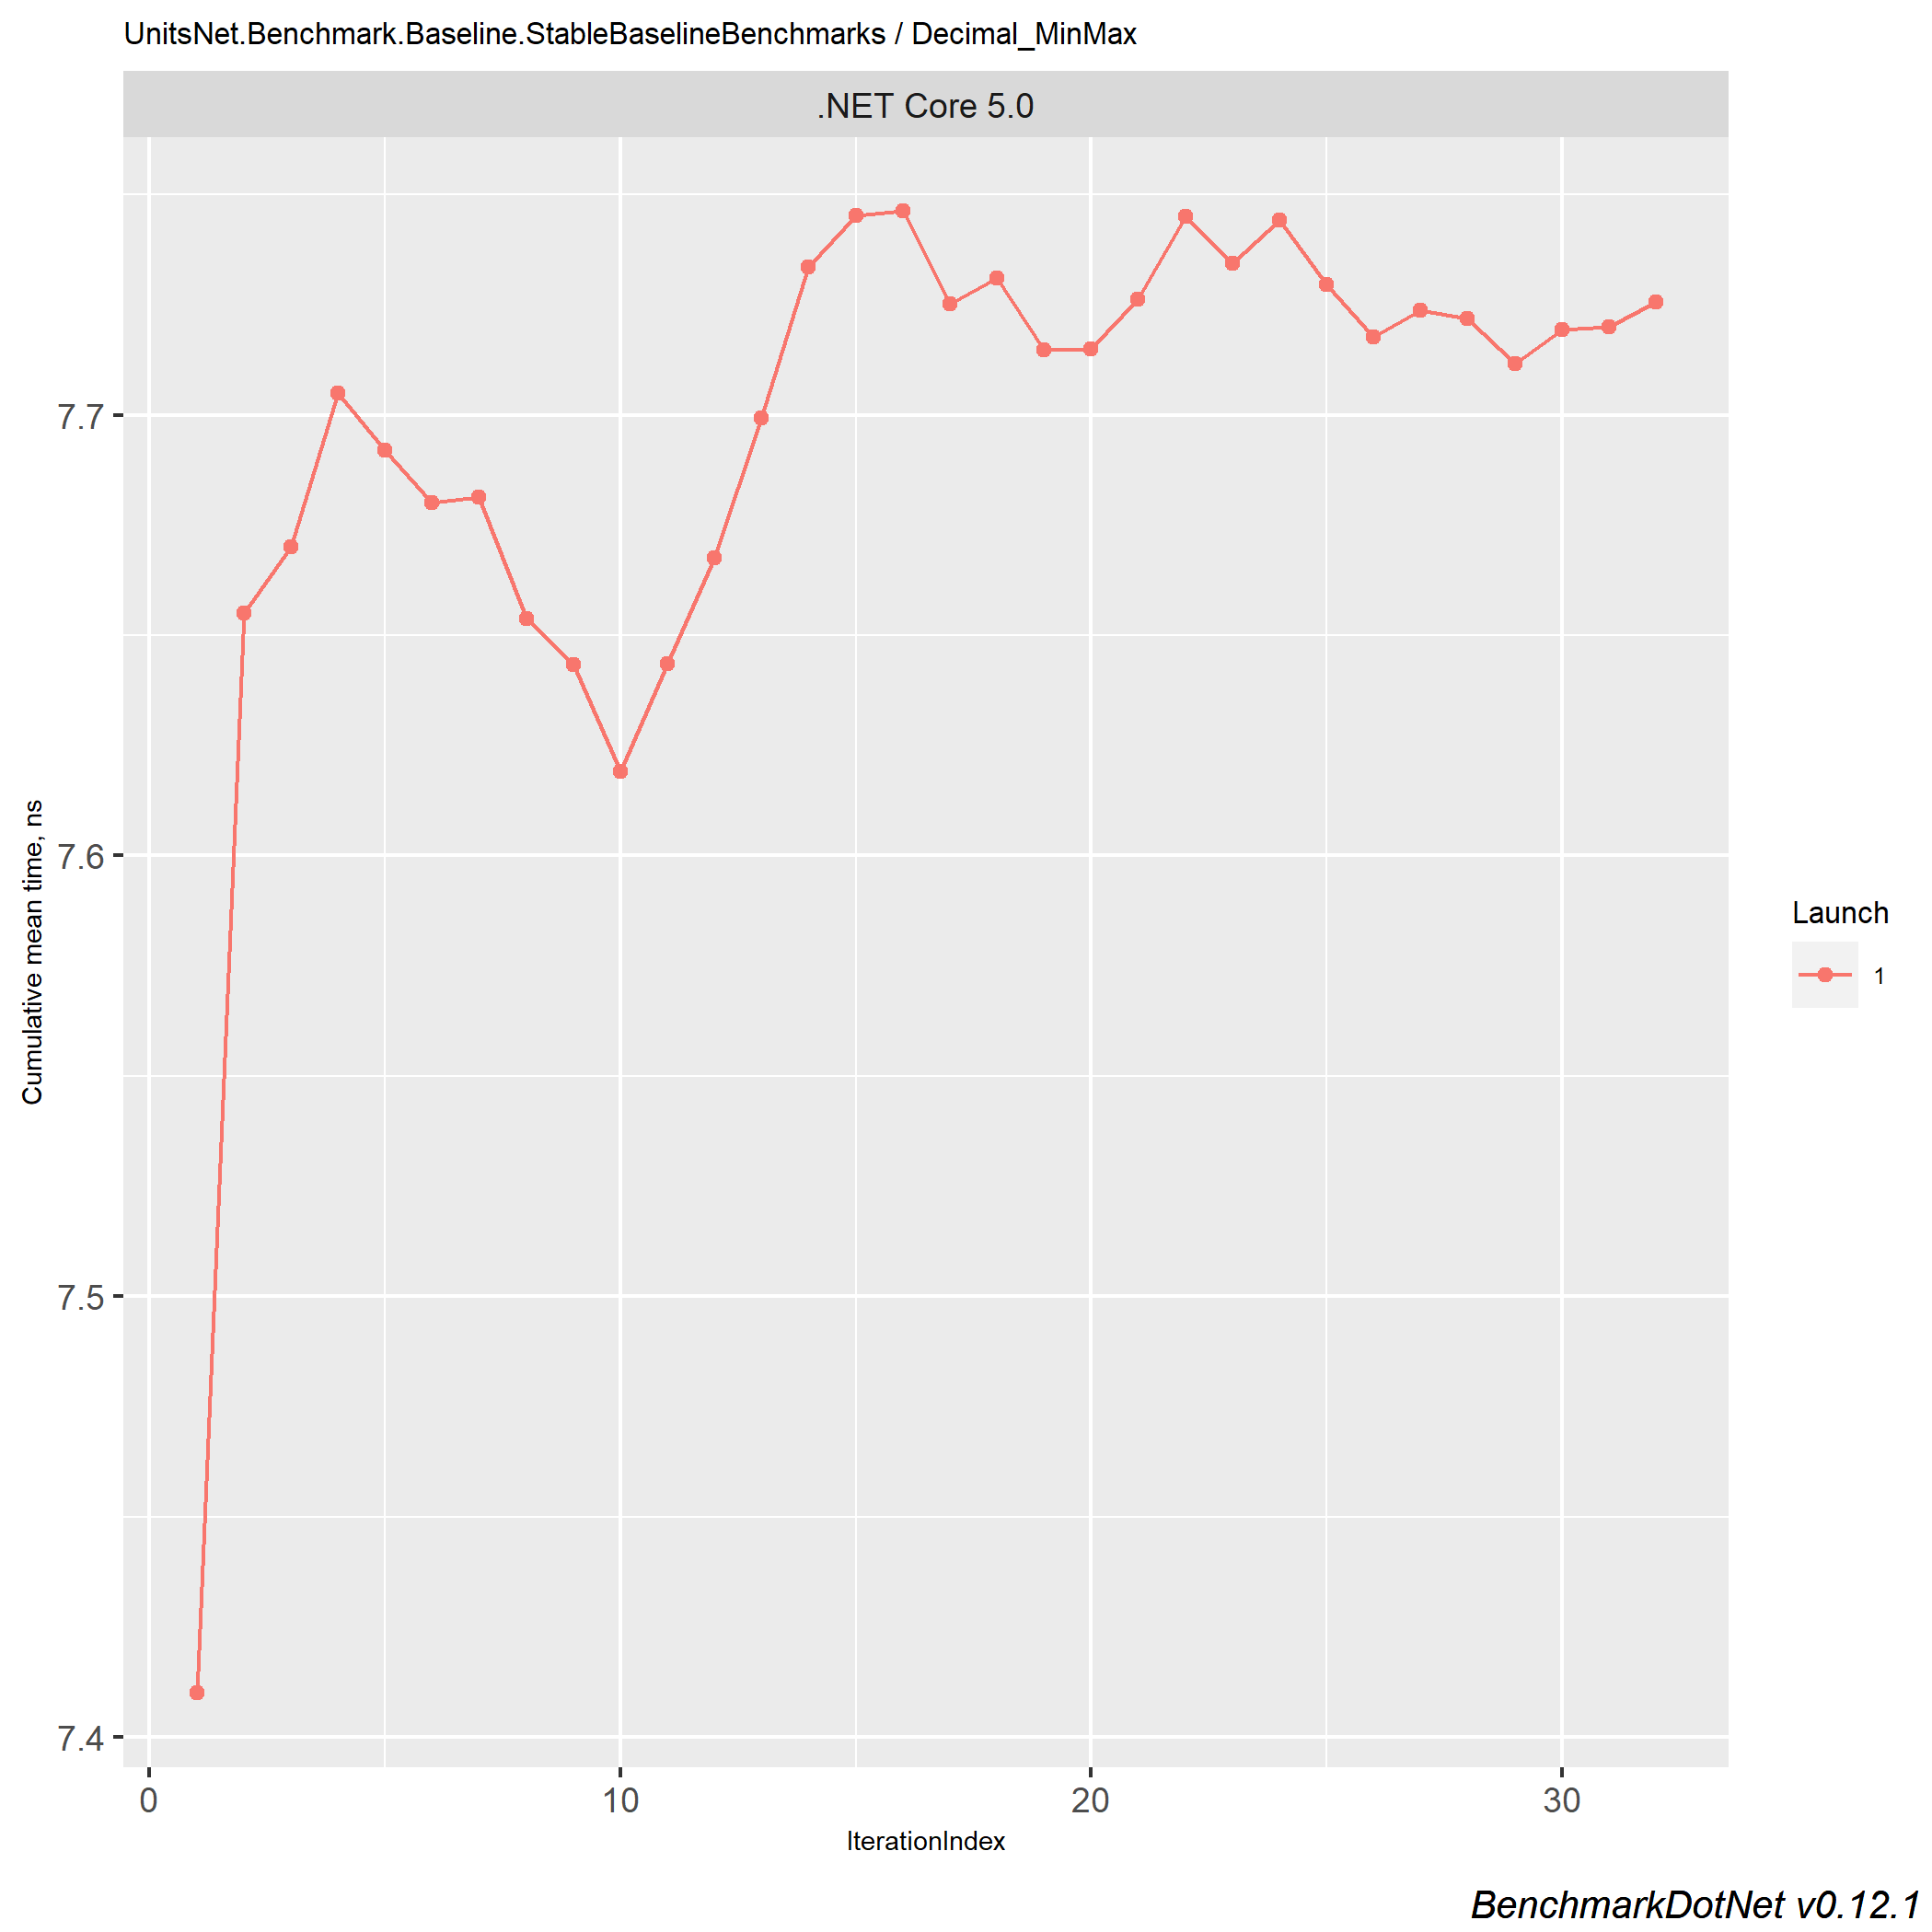 UnitsNet.Benchmark.Baseline.StableBaselineBenchmarks / Decimal_MinMax
.NET Core 5.0
Cumulative mean time, ns
7.7
7.6
7.5
7.4
0 10 20 30
IterationIndex
Launch
1
BenchmarkDotNet v0.12.1